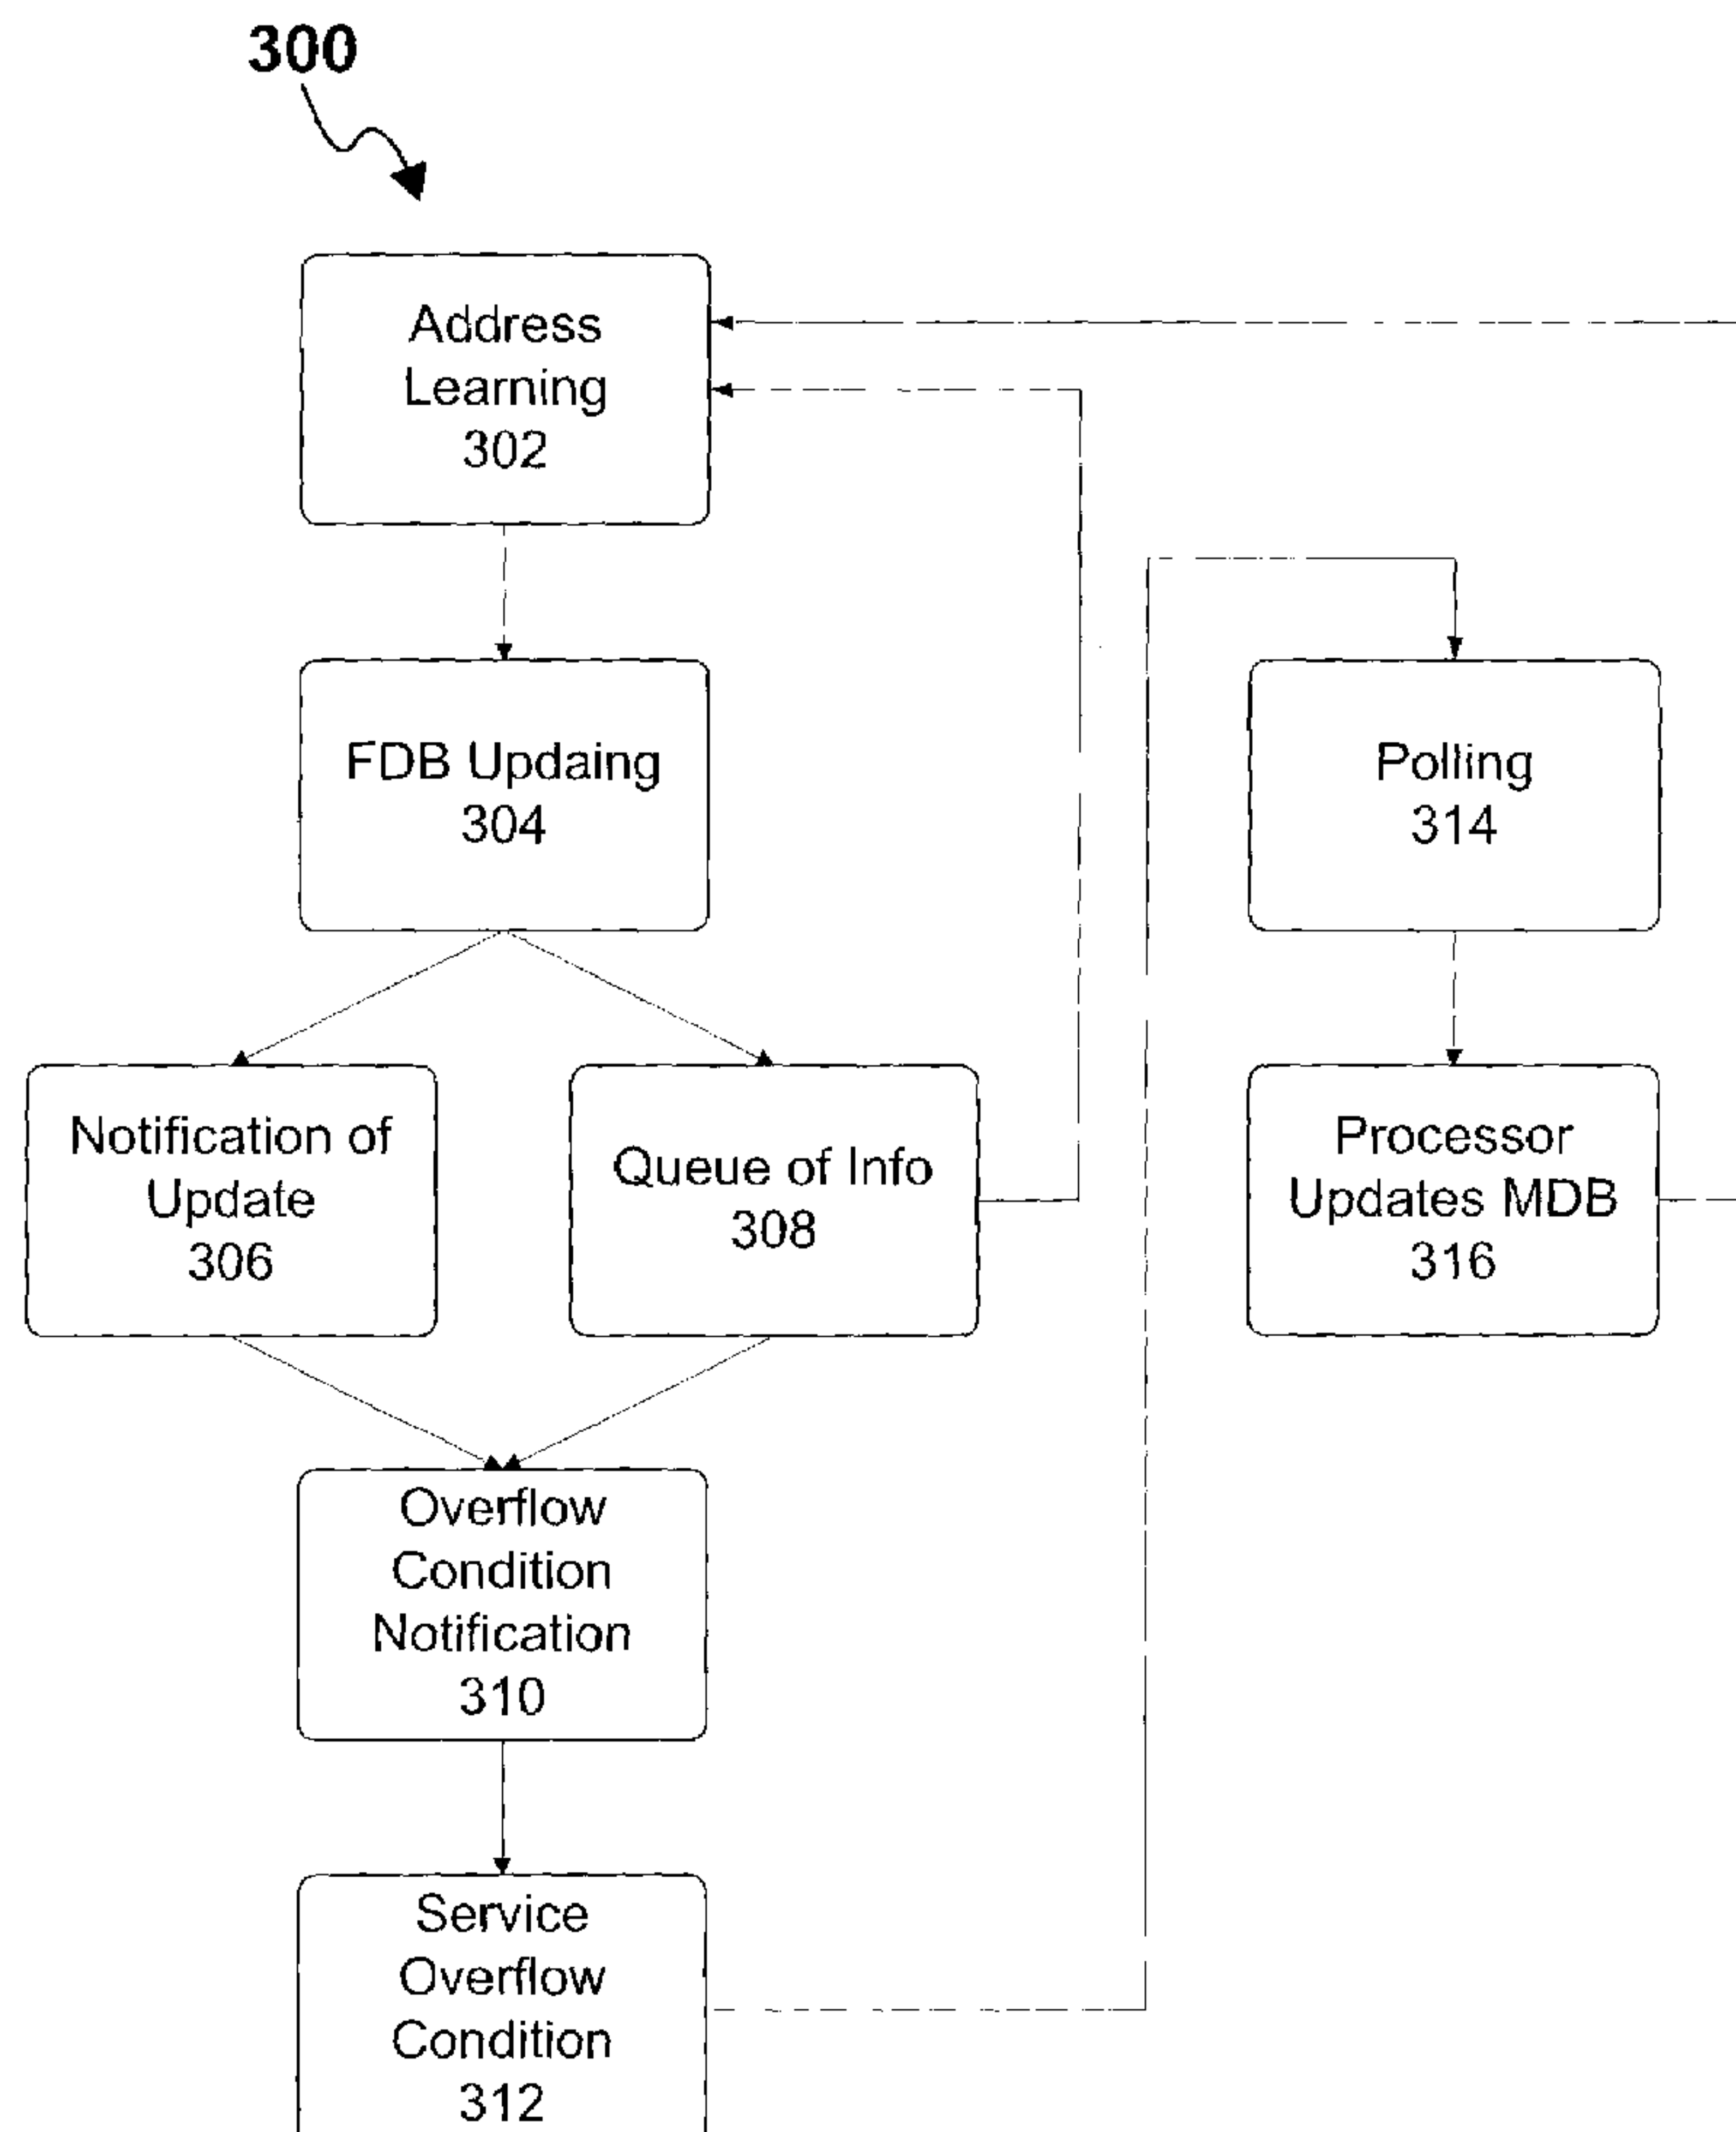 300
Address
Learning
302
FDB Updaing
304
Notification of
Update
306
Queue of Info
308
Overflow
Condition
Notification
310
Service
Overflow
Condition
312
Polling
314
Processor
Updates MDB
316